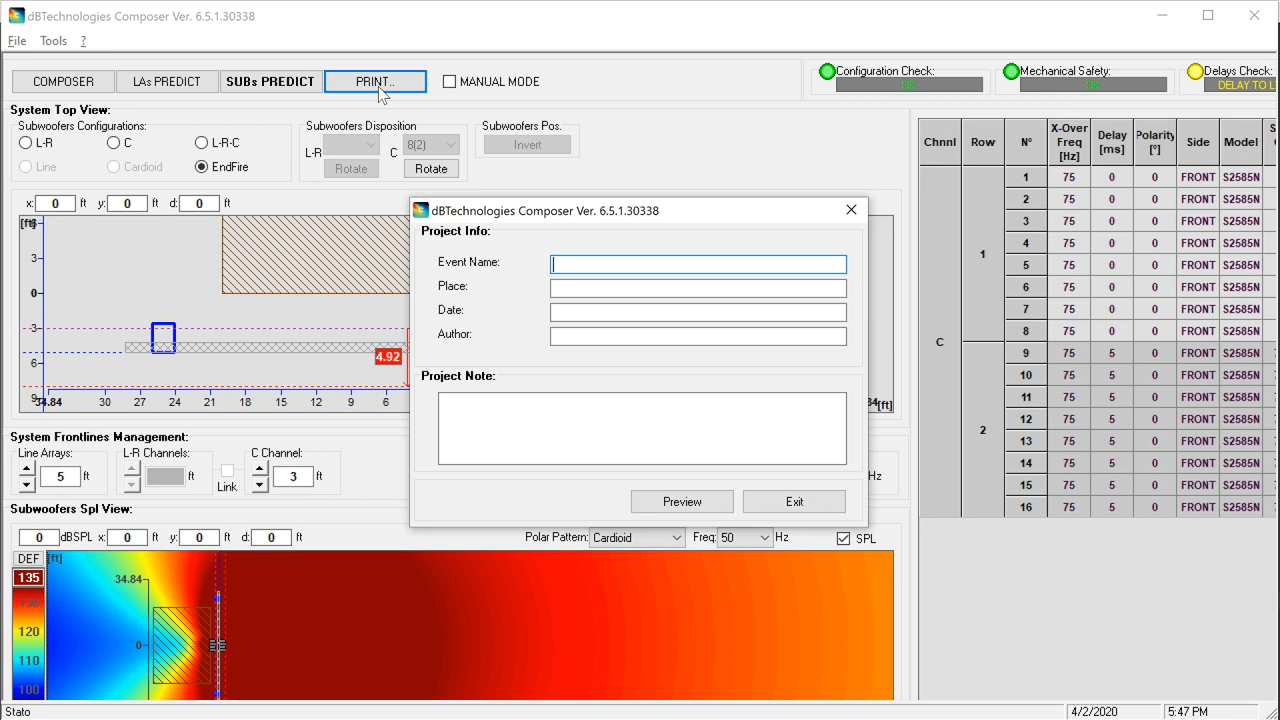 dBTechnologies Composer Ver. 6.5.1.30338
File Tools ?
COMPOSER LAs PREDICT SUBs PREDICT PRINT.. MANUAL MODE
Configuration Check: OK
Mechanical Safety: OK
Delays Check: DELAY TO L
System Top View:
Subwoofers Configurations:
L-R C L-R-C
Line Cardioid EndFire
Subwoofers Disposition
L-R C 8(2)
Rotate Rotate
Subwoofers Pos.
Invert
x: 0 ft y: 0 ft d: 0 ft
[ft]
3
0
3
6
9
34.84 30 27 24 21 18 15 12 9 6
4.92
34[ft]
dBTechnologies Composer Ver. 6.5.1.30338
Project Info:
Event Name:
Place:
Date:
Author:
Project Note:
Preview Exit
System Frontlines Management:
Line Arrays: L-R Channels: C Channel:
5 ft ft Link 3 ft Hz
Subwoofers Spl View:
0 dBSPL x: 0 ft y: 0 ft d: 0 ft Polar Pattern: Cardioid Freq: 50 Hz SPL
DEF [ft]
135
130
120
110
100
34.84
0
Chnnl Row N° X-Over Freq [Hz] Delay [ms] Polarity [°] Side Model
C
1
1 75 0 0 FRONT S2585N
2 75 0 0 FRONT S2585N
3 75 0 0 FRONT S2585N
4 75 0 0 FRONT S2585N
5 75 0 0 FRONT S2585N
6 75 0 0 FRONT S2585N
7 75 0 0 FRONT S2585N
8 75 0 0 FRONT S2585N
2
9 75 5 0 FRONT S2585N
10 75 5 0 FRONT S2585N
11 75 5 0 FRONT S2585N
12 75 5 0 FRONT S2585N
13 75 5 0 FRONT S2585N
14 75 5 0 FRONT S2585N
15 75 5 0 FRONT S2585N
16 75 5 0 FRONT S2585N
Stato 4/2/2020 5:47 PM